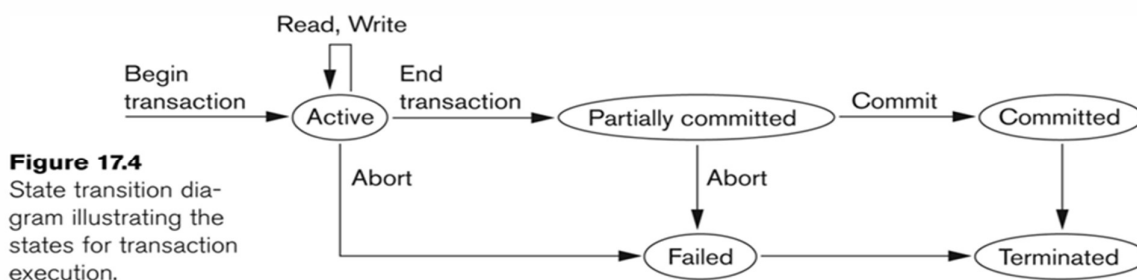 Read, Write
Begin
transaction
End
transaction
Active
Partially committed
Commit
Committed
Abort
Abort
Failed
Terminated
Figure 17.4
State transition dia-
gram illustrating the
states for transaction
execution.